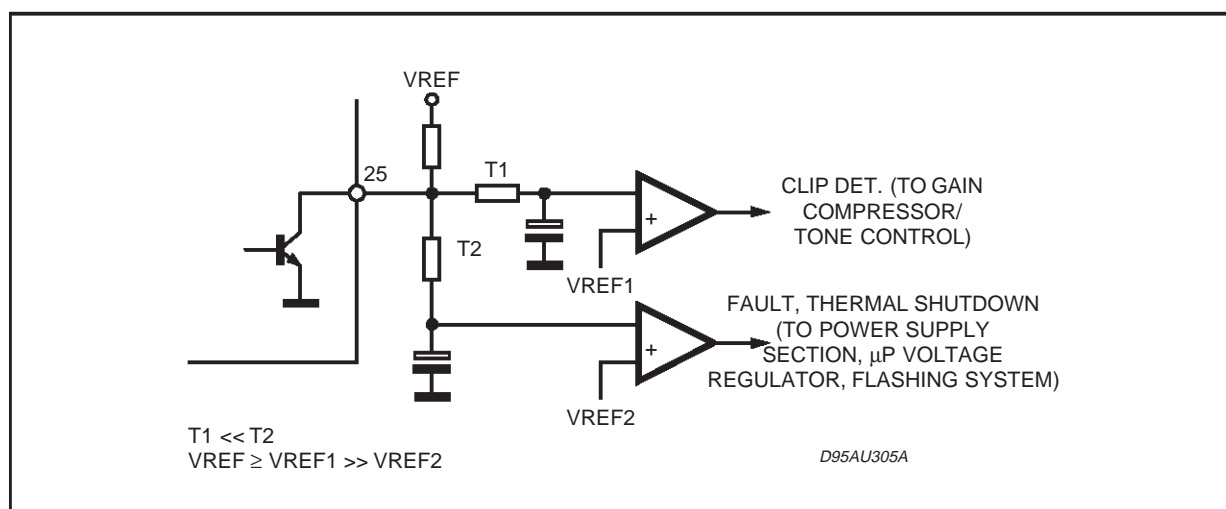 VREF
25
T1
+
CLIP DET. (TO GAIN
COMPRESSOR/
TONE CONTROL)
T2
VREF1
FAULT, THERMAL SHUTDOWN
(TO POWER SUPPLY
SECTION, µP VOLTAGE
REGULATOR, FLASHING SYSTEM)
+
VREF2
T1 << T2
VREF ≥ VREF1 >> VREF2
D95AU305A